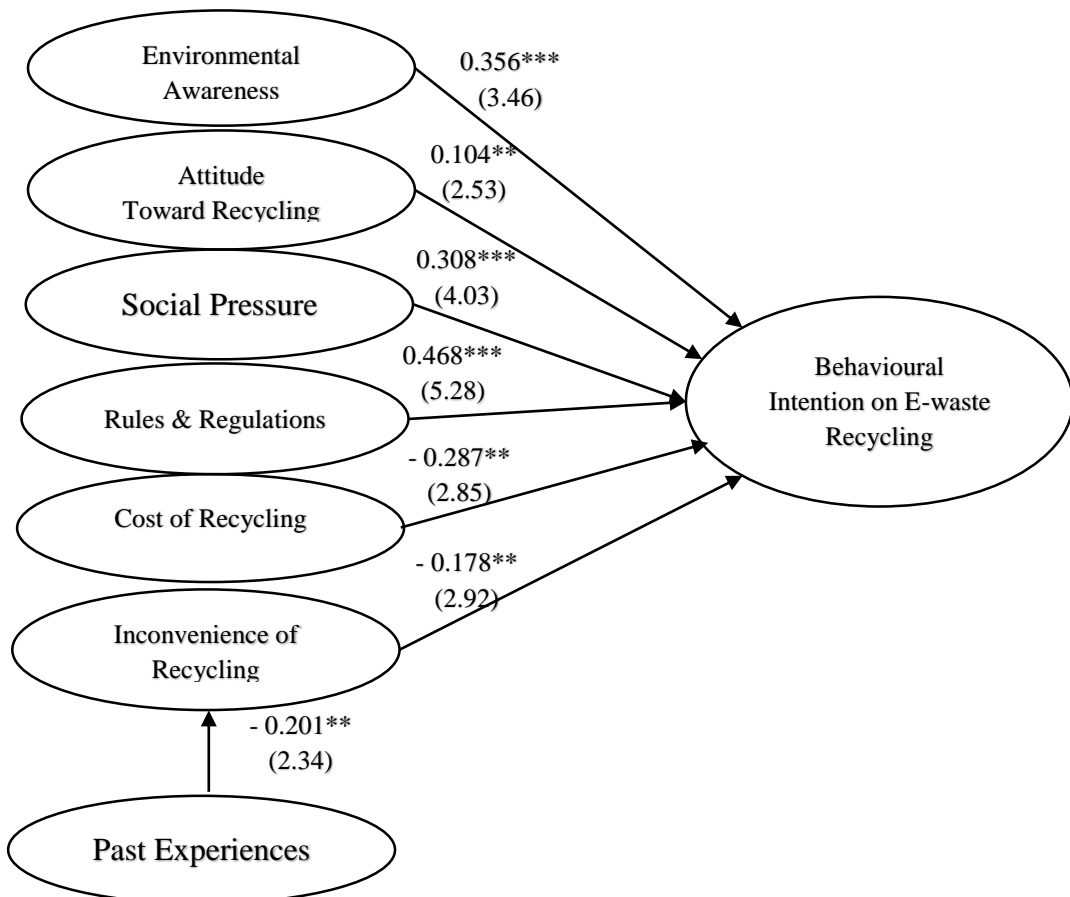 Environmental
Awareness
0.356***
(3.46)
Attitude
Toward Recycling
0.104**
(2.53)
Social Pressure
0.308***
(4.03)
Rules & Regulations
0.468***
(5.28)
Cost of Recycling
- 0.287**
(2.85)
Inconvenience of
Recycling
- 0.178**
(2.92)
- 0.201**
(2.34)
Past Experiences
Behavioural
Intention on E-waste
Recycling